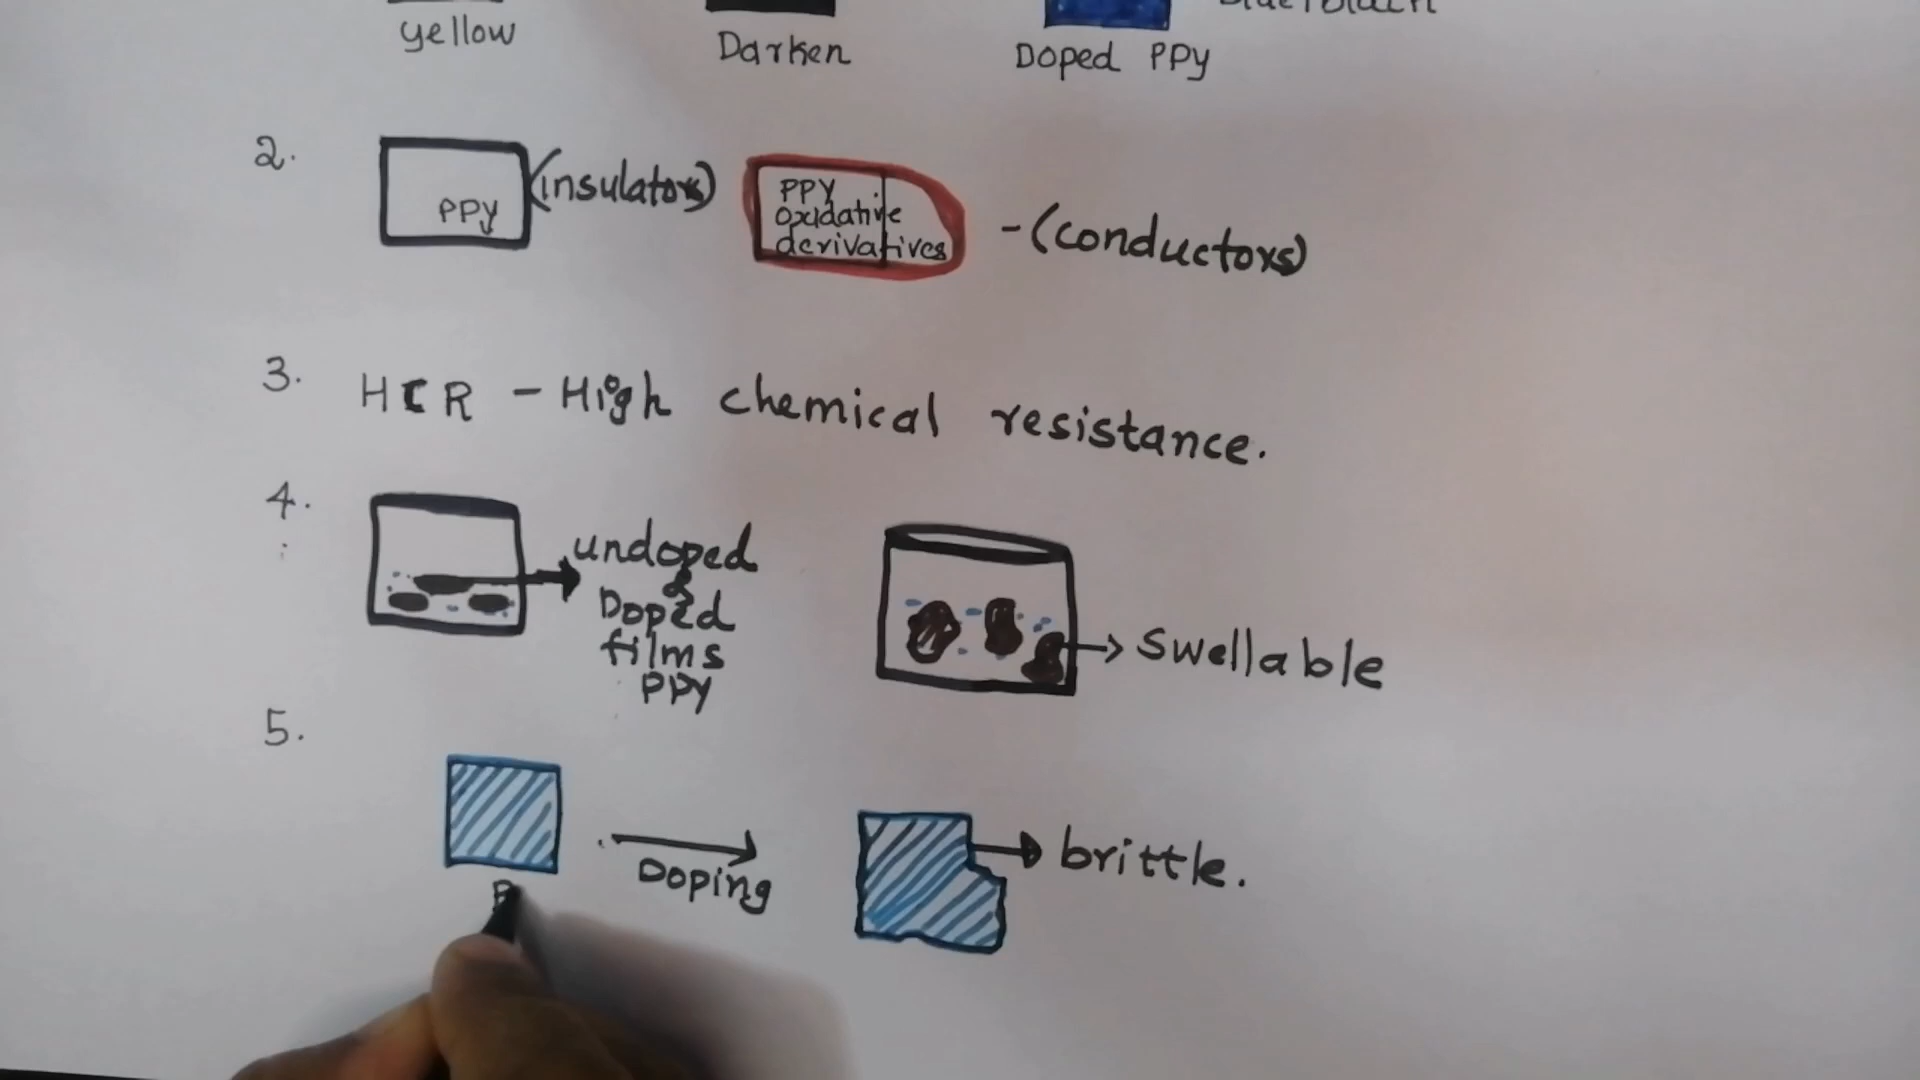 yellow
Darken
Doped PPy
2.
PPy
(insulators)
PPY
oxidative
derivatives
-(conductors)
3. HCR - High chemical resistance.
4.
undoped
&
Doped
films
PPY
Swellable
5.
Doping
brittle.
P